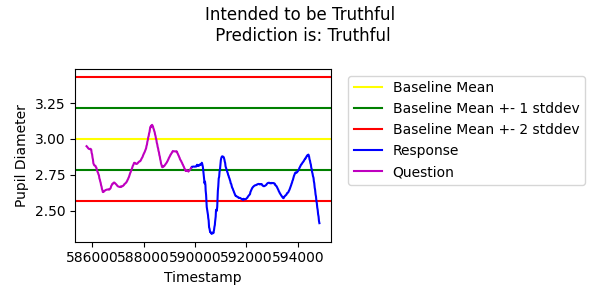 Intended to be Truthful
Prediction is: Truthful
Pupil Diameter
3.25
3.00
2.75
2.50
586000
588000
590000
592000
594000
Timestamp
Baseline Mean
Baseline Mean +- 1 stddev
Baseline Mean +- 2 stddev
Response
Question